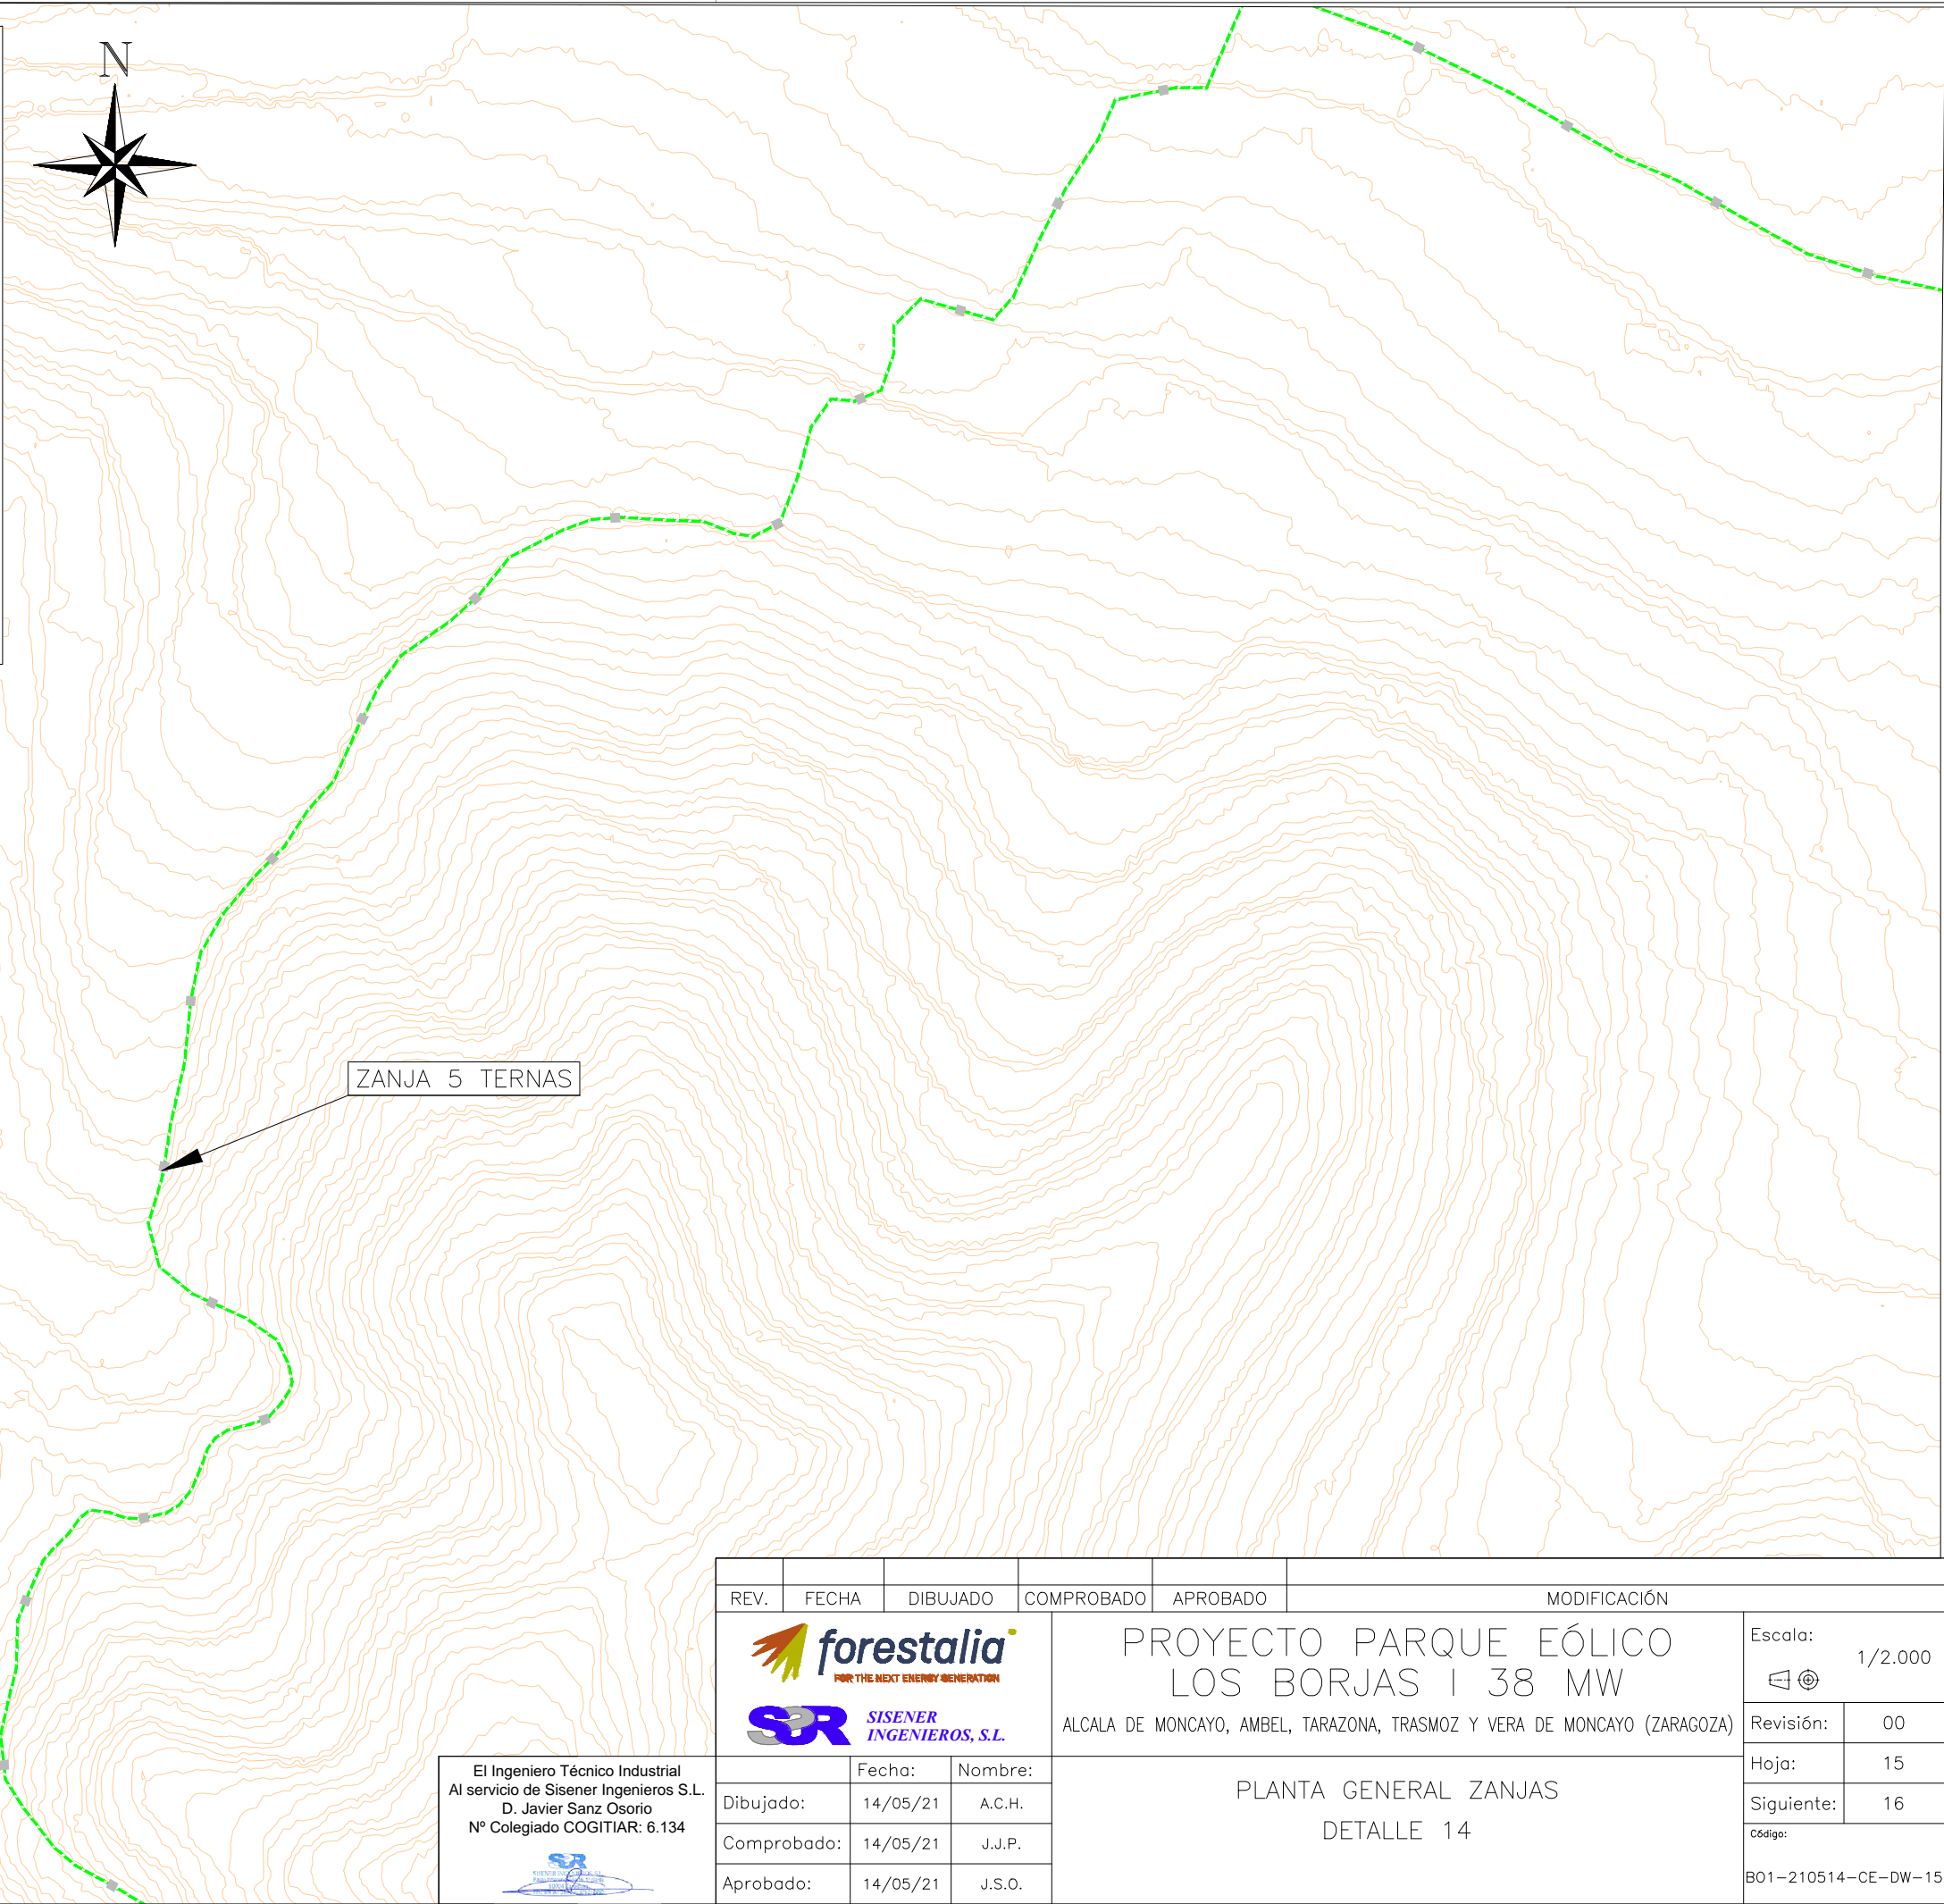 N
ZANJA 5 TERNAS
REV. FECHA DIBUJADO COMPROBADO APROBADO MODIFICACIÓN
forestalia
FOR THE NEXT ENERGY GENERATION
SISENER
INGENIEROS, S.L.
PROYECTO PARQUE EÓLICO
LOS BORJAS I 38 MW
ALCALA DE MONCAYO, AMBEL, TARAZONA, TRASMOZ Y VERA DE MONCAYO (ZARAGOZA)
Escala:
1/2.000
Revisión: 00
Hoja: 15
Siguiente: 16
Código:
B01-210514-CE-DW-15
El Ingeniero Técnico Industrial
Al servicio de Sisener Ingenieros S.L.
D. Javier Sanz Osorio
Nº Colegiado COGITIAR: 6.134
Fecha: Nombre:
Dibujado: 14/05/21 A.C.H.
Comprobado: 14/05/21 J.J.P.
Aprobado: 14/05/21 J.S.O.
PLANTA GENERAL ZANJAS
DETALLE 14